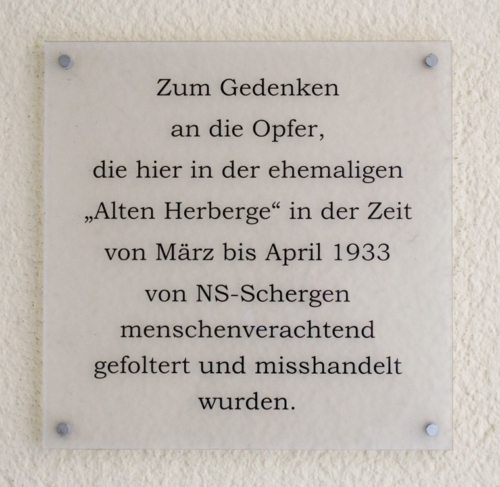 Zum Gedenken
an die Opfer,
die hier in der ehemaligen
„Alten Herberge“ in der Zeit
von März bis April 1933
von NS-Schergen
menschenverachtend
gefoltert und misshandelt
wurden.